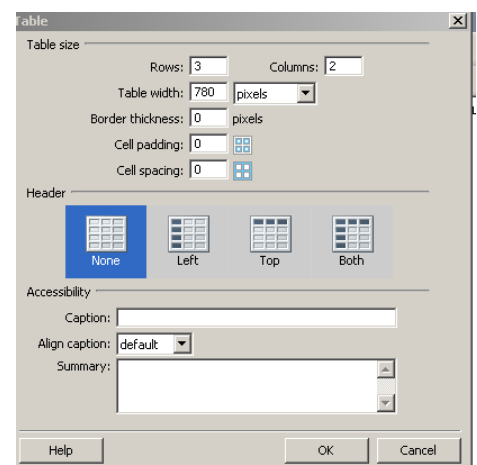 Table
Table size
Rows: 3 Columns: 2
Table width: 780 pixels
Border thickness: 0 pixels
Cell padding: 0
Cell spacing: 0
Header
None Left Top Both
Accessibility
Caption:
Align caption: default
Summary:
Help OK Cancel